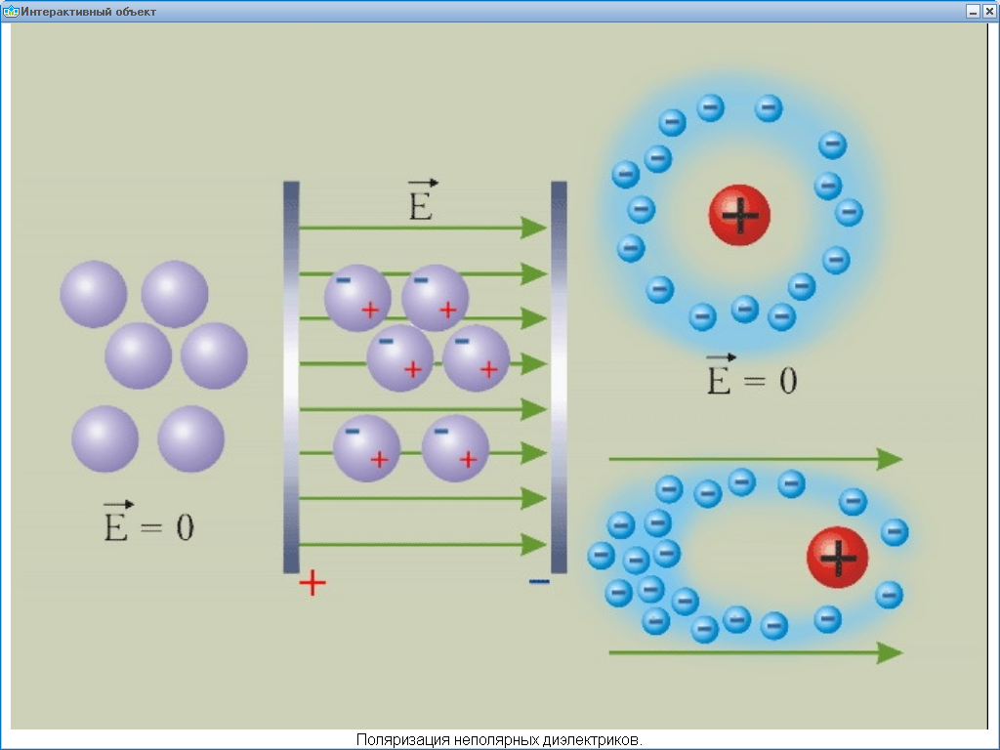 Интерактивный объект
E
E = 0
E = 0
+
−
Поляризация неполярных диэлектриков.